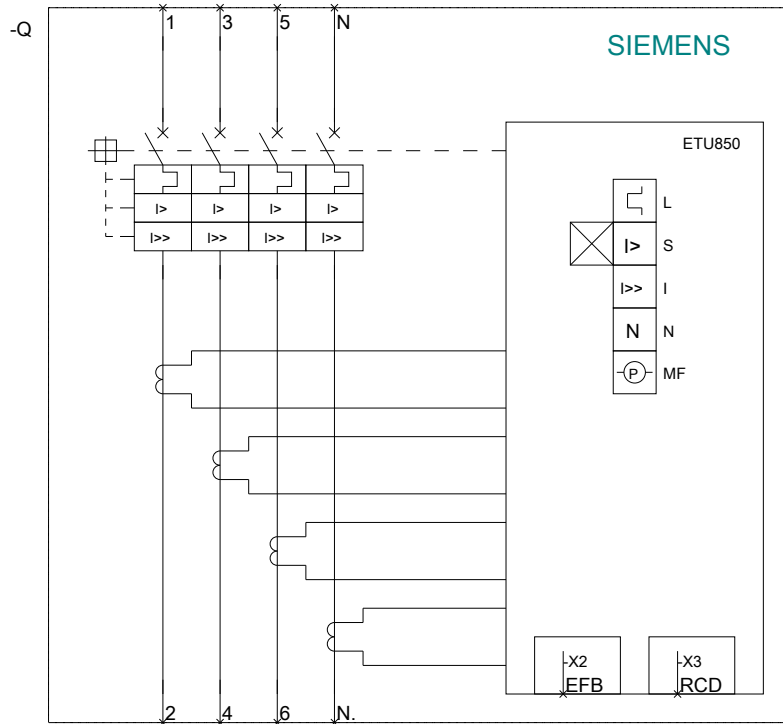 1 3 5 N
-Q
SIEMENS
ETU850
L
I> I> I> I> I> S
I>> I>> I>> I>> I>> I
N N
P MF
-X2 -X3
EFB RCD
2 4 6 N.